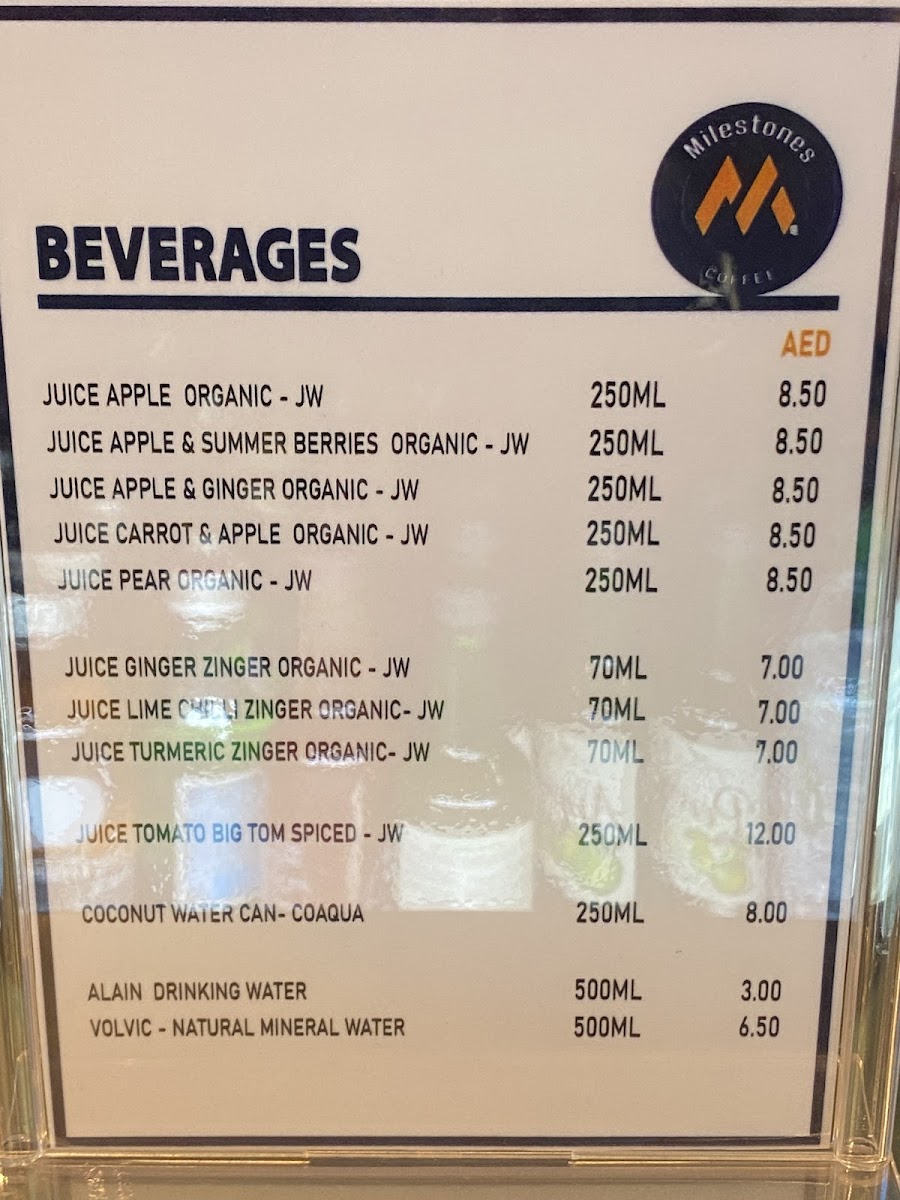 Milestones
COFFEE
BEVERAGES
AED
JUICE APPLE ORGANIC - JW 250ML 8.50
JUICE APPLE & SUMMER BERRIES ORGANIC - JW 250ML 8.50
JUICE APPLE & GINGER ORGANIC - JW 250ML 8.50
JUICE CARROT & APPLE ORGANIC - JW 250ML 8.50
JUICE PEAR ORGANIC - JW 250ML 8.50
JUICE GINGER ZINGER ORGANIC - JW 70ML 7.00
JUICE LIME CHILLI ZINGER ORGANIC- JW 70ML 7.00
JUICE TURMERIC ZINGER ORGANIC- JW 70ML 7.00
JUICE TOMATO BIG TOM SPICED - JW 250ML 12.00
COCONUT WATER CAN- COAQUA 250ML 8.00
ALAIN DRINKING WATER 500ML 3.00
VOLVIC - NATURAL MINERAL WATER 500ML 6.50